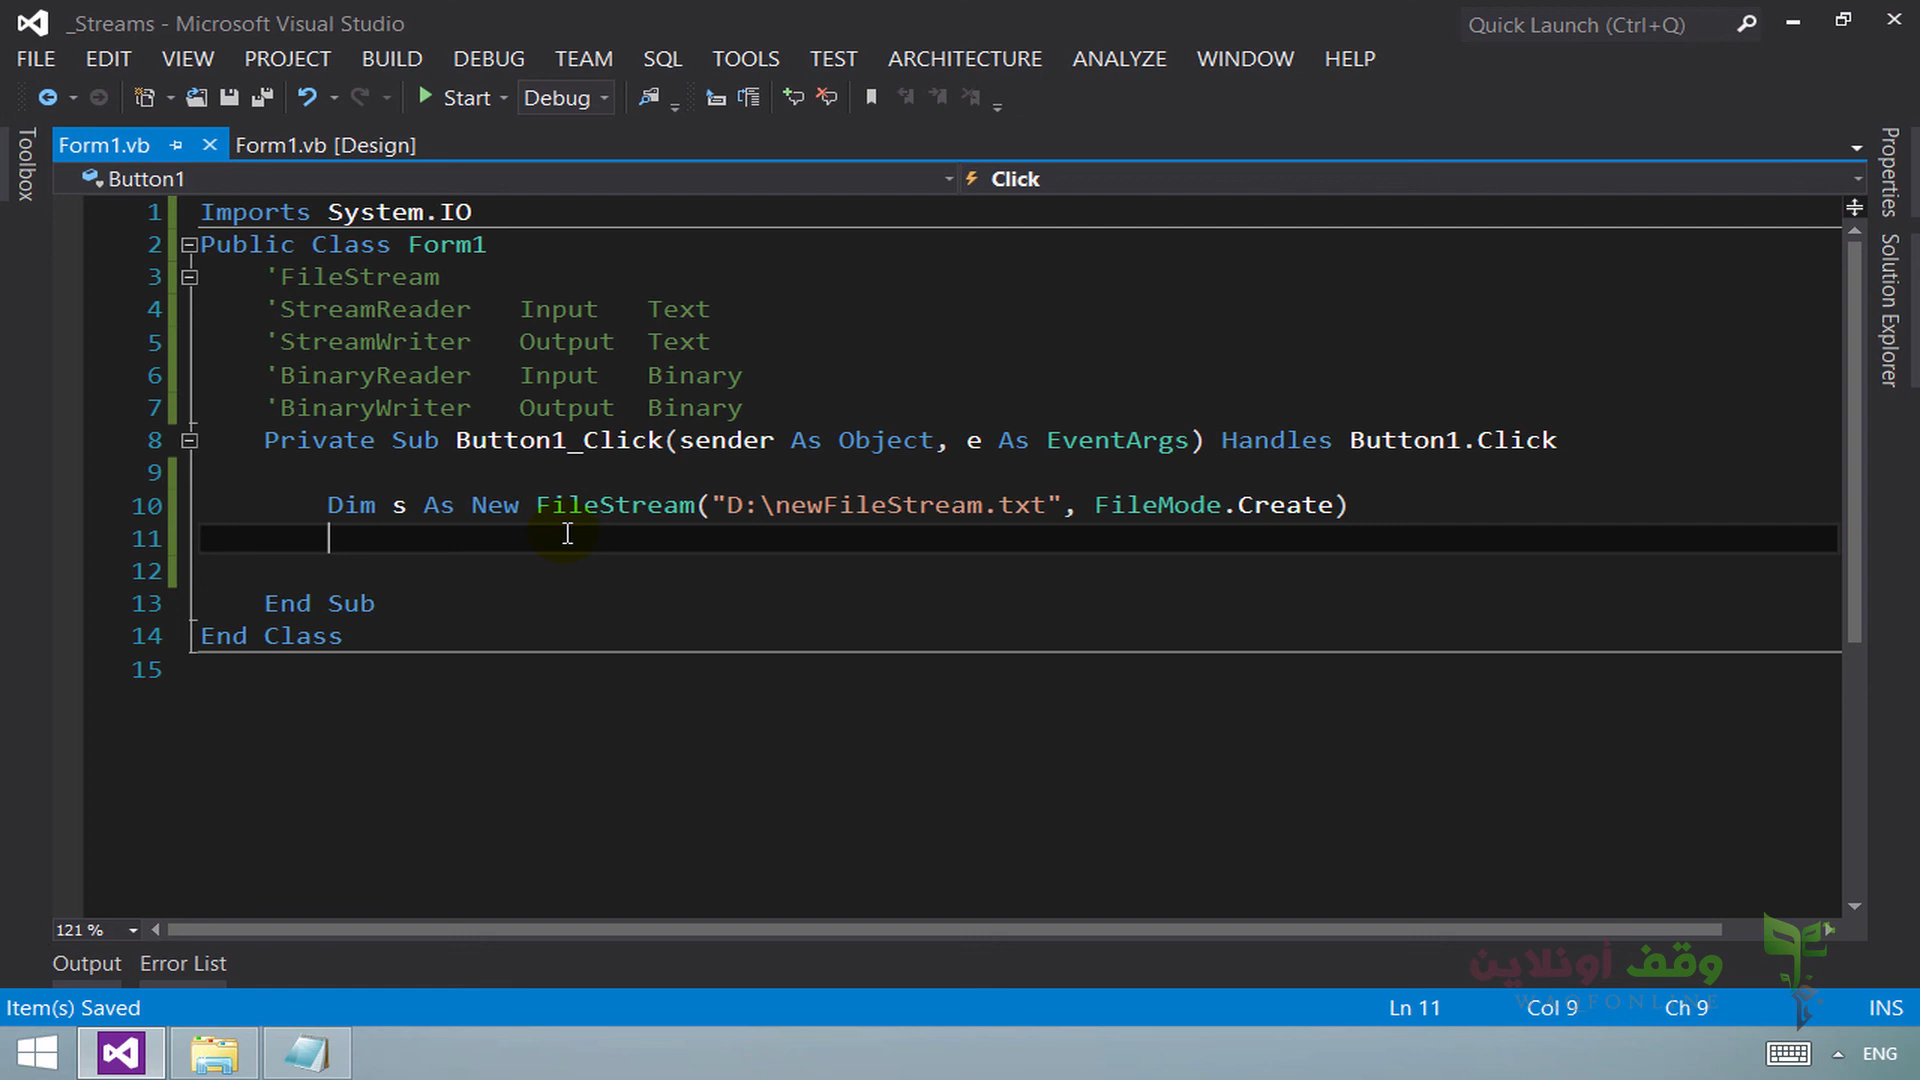 _Streams - Microsoft Visual Studio
Quick Launch (Ctrl+Q)
FILE EDIT VIEW PROJECT BUILD DEBUG TEAM SQL TOOLS TEST ARCHITECTURE ANALYZE WINDOW HELP
Start Debug
Toolbox
Form1.vb Form1.vb [Design]
Properties
Solution Explorer
Button1 Click
1 Imports System.IO
2 Public Class Form1
3 'FileStream
4 'StreamReader Input Text
5 'StreamWriter Output Text
6 'BinaryReader Input Binary
7 'BinaryWriter Output Binary
8 Private Sub Button1_Click(sender As Object, e As EventArgs) Handles Button1.Click
9
10 Dim s As New FileStream("D:\newFileStream.txt", FileMode.Create)
11
12
13 End Sub
14 End Class
15
121 %
Output Error List
وقف أونلاين
WAQFONLINE
Item(s) Saved Ln 11 Col 9 Ch 9 INS
ENG